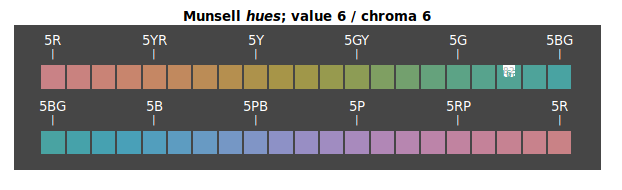 Munsell hues; value 6 / chroma 6
5R 5YR 5Y 5GY 5G 5BG
5BG 5B 5PB 5P 5RP 5R